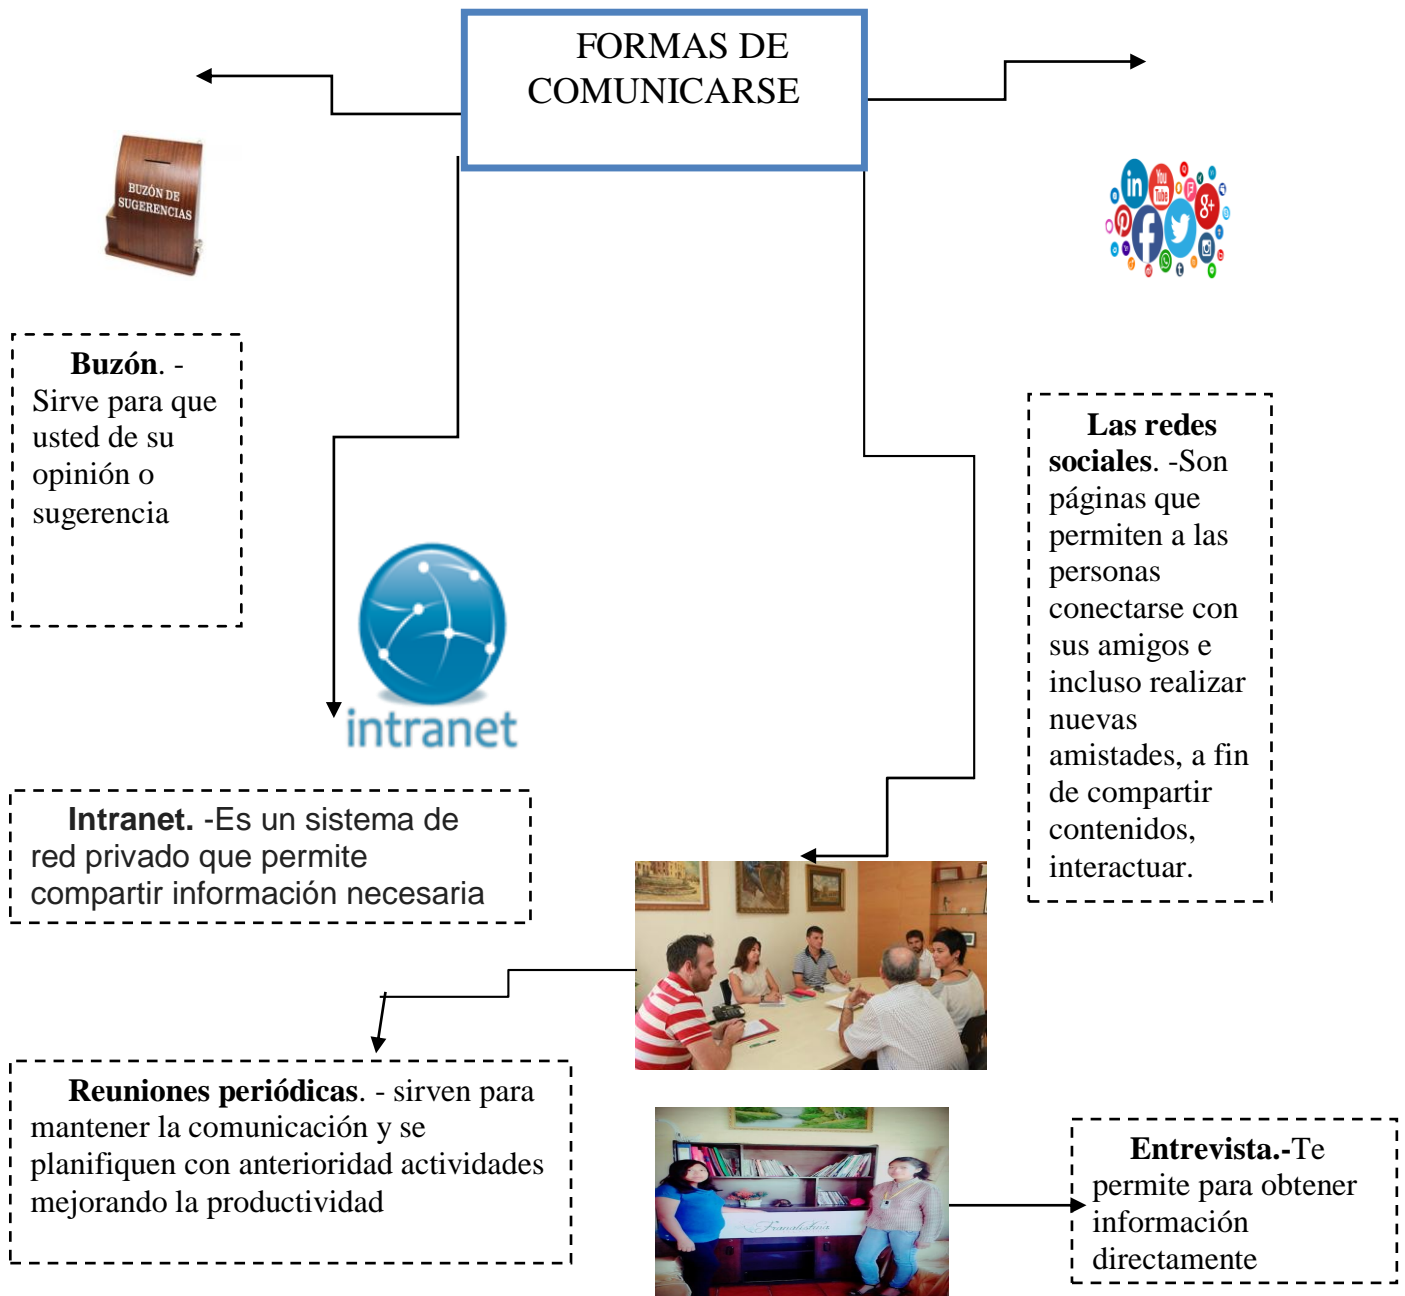 FORMAS DE
COMUNICARSE
BUZÓN DE
SUGERENCIAS
in
You
Tube
g+
Buzón. -
Sirve para que
usted de su
opinión o
sugerencia
Las redes
sociales. -Son
páginas que
permiten a las
personas
conectarse con
sus amigos e
incluso realizar
nuevas
amistades, a fin
de compartir
contenidos,
interactuar.
intranet
Intranet. -Es un sistema de
red privado que permite
compartir información necesaria
Reuniones periódicas. - sirven para
mantener la comunicación y se
planifiquen con anterioridad actividades
mejorando la productividad
Entrevista.-Te
permite para obtener
información
directamente